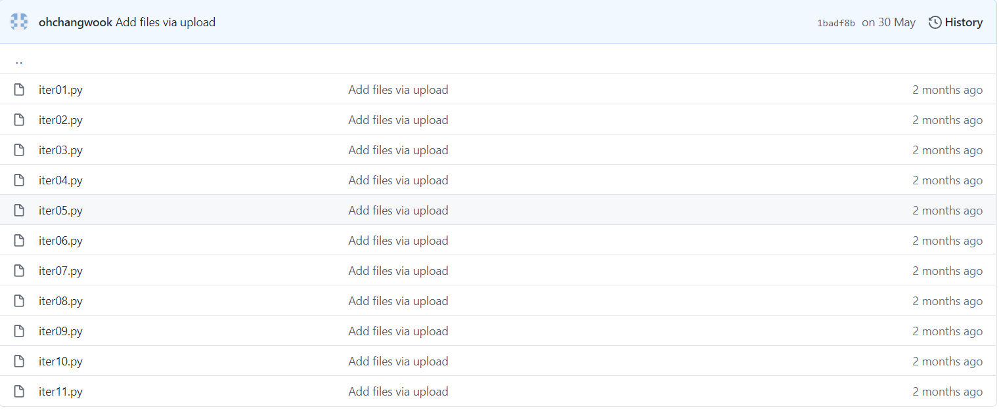 ohchangwook Add files via upload 1badf8b on 30 May History
..
iter01.py Add files via upload 2 months ago
iter02.py Add files via upload 2 months ago
iter03.py Add files via upload 2 months ago
iter04.py Add files via upload 2 months ago
iter05.py Add files via upload 2 months ago
iter06.py Add files via upload 2 months ago
iter07.py Add files via upload 2 months ago
iter08.py Add files via upload 2 months ago
iter09.py Add files via upload 2 months ago
iter10.py Add files via upload 2 months ago
iter11.py Add files via upload 2 months ago